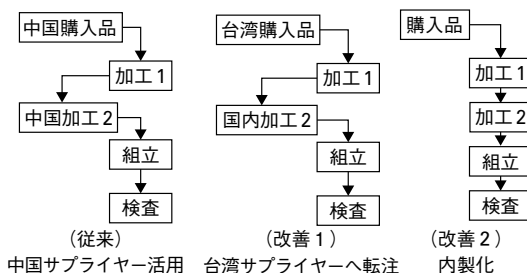 中国購入品
加工1
中国加工2
組立
検査
(従来)
中国サプライヤー活用
台湾購入品
加工1
国内加工2
組立
検査
(改善1)
台湾サプライヤーへ転注
購入品
加工1
加工2
組立
検査
(改善2)
内製化